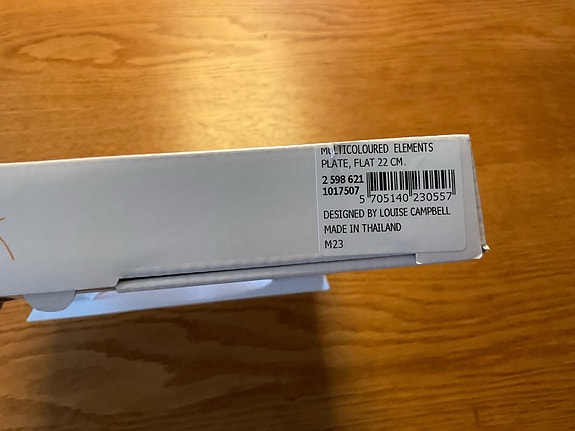 MULTICOLOURED ELEMENTS
PLATE, FLAT 22 CM.
2 598 621
1017507
5 705140 230557
DESIGNED BY LOUISE CAMPBELL
MADE IN THAILAND
M23